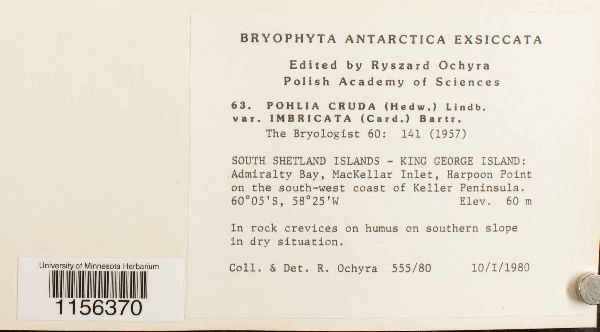 BRYOPHYTA ANTARCTICA EXSICCATA
Edited by Ryszard Ochyra
Polish Academy of Sciences
63. POHLIA CRUDA (Hedw.) Lindb.
var. IMBRICATA (Card.) Bartr.
The Bryologist 60: 141 (1957)
SOUTH SHETLAND ISLANDS - KING GEORGE ISLAND:
Admiralty Bay, MacKellar Inlet, Harpoon Point
on the south-west coast of Keller Peninsula.
60°05'S, 58°25'W Elev. 60 m
In rock crevices on humus on southern slope
in dry situation.
Coll. & Det. R. Ochyra 555/80 10/I/1980
University of Minnesota Herbarium
1156370